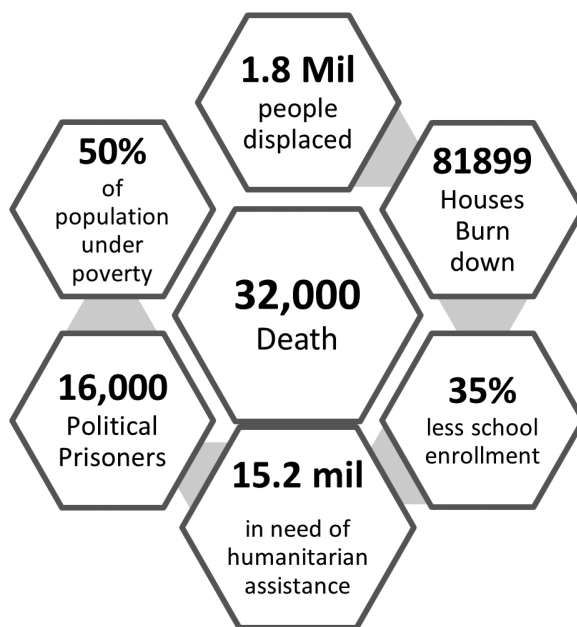 1.8 Mil
people
displaced
81899
Houses
Burn
down
35%
less school
enrollment
15.2 mil
in need of
humanitarian
assistance
16,000
Political
Prisoners
50%
of
population
under
poverty
32,000
Death